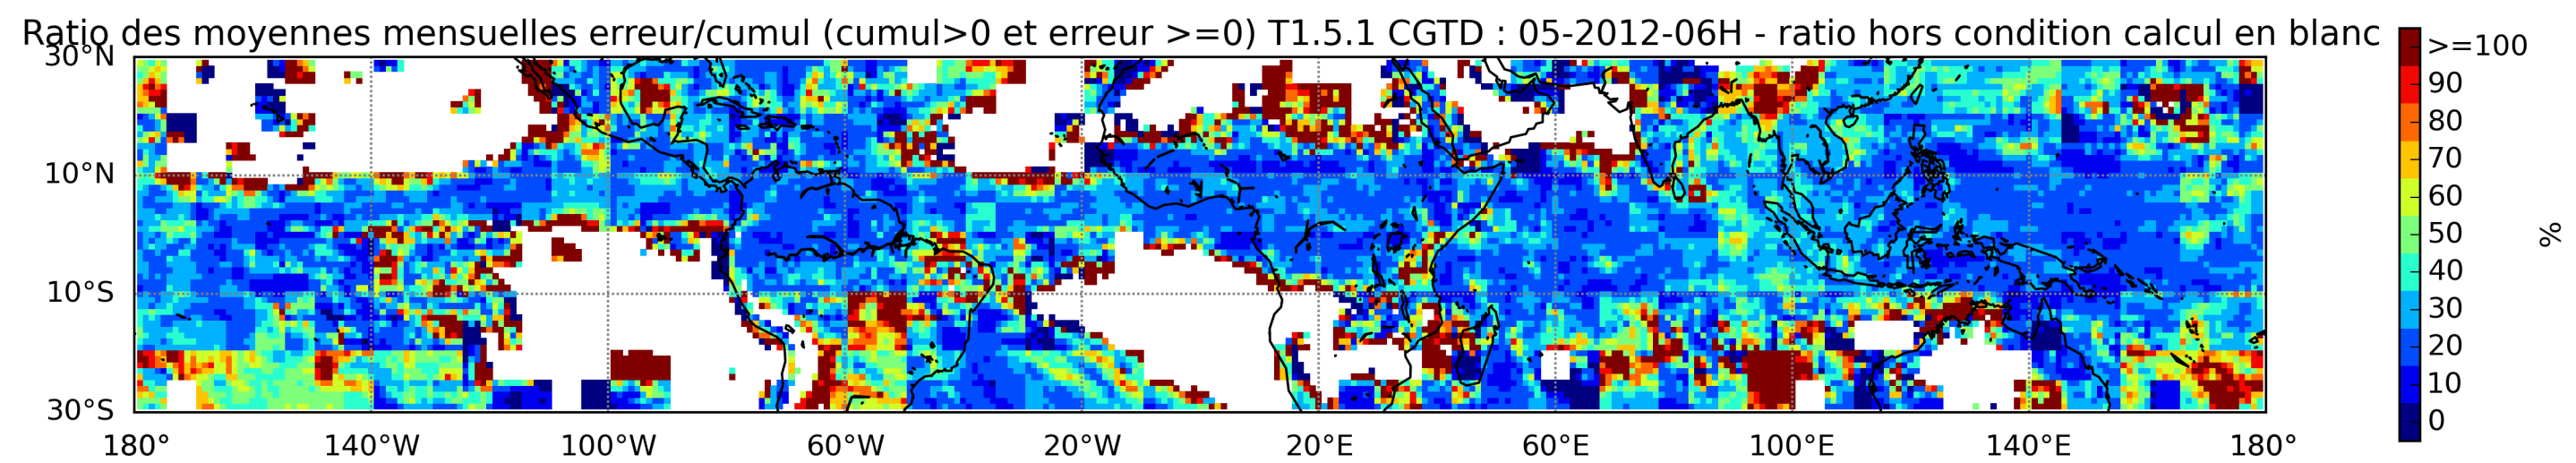 Ratio des moyennes mensuelles erreur/cumul (cumul>0 et erreur >=0) T1.5.1 CGTD : 05-2012-06H - ratio hors condition calcul en blanc
30°N
10°N
10°S
30°S
180°
140°W
100°W
60°W
20°W
20°E
60°E
100°E
140°E
180°
>=100
90
80
70
60
50
40
30
20
10
0
%